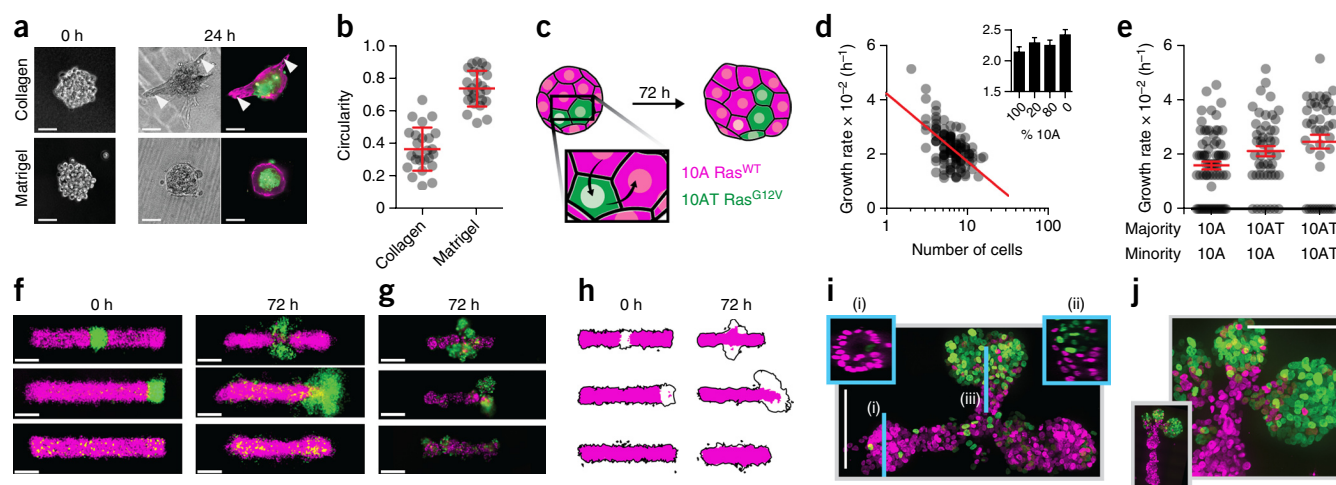 a
0 h
24 h
Collagen
Matrigel
b
Circularity
1.0
0.8
0.6
0.4
0.2
0
Collagen
Matrigel
c
72 h
10A Ras^WT
10AT Ras^G12V
d
Growth rate × 10⁻² (h⁻¹)
6
4
2
0
1
10
100
Number of cells
2.5
2.0
1.5
100
20
80
0
% 10A
e
Growth rate × 10⁻² (h⁻¹)
6
4
2
0
Majority 10A 10AT 10AT
Minority 10A 10A 10AT
f
0 h
72 h
g
72 h
h
0 h
72 h
i
(i)
(ii)
(i)
(iii)
j